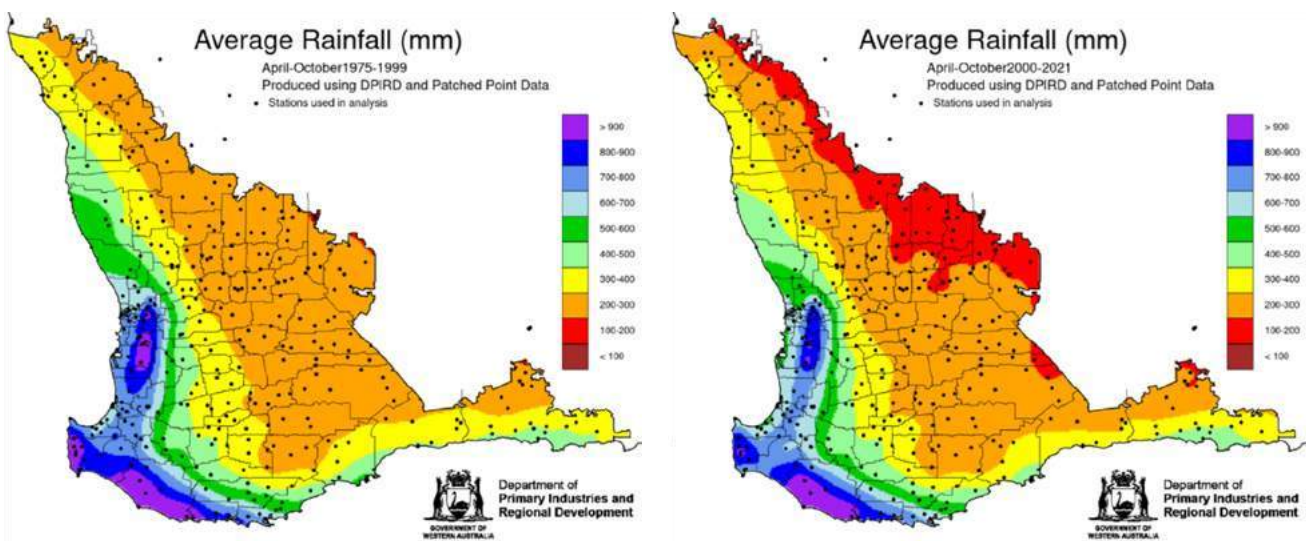 Average Rainfall (mm)
April-October1975-1999
Produced using DPIRD and Patched Point Data
Stations used in analysis
> 900
800-900
700-800
600-700
500-600
400-500
300-400
200-300
100-200
< 100
Department of
Primary Industries and
Regional Development
GOVERNMENT OF
WESTERN AUSTRALIA
Average Rainfall (mm)
April-October2000-2021
Produced using DPIRD and Patched Point Data
Stations used in analysis
> 900
800-900
700-800
600-700
500-600
400-500
300-400
200-300
100-200
< 100
Department of
Primary Industries and
Regional Development
GOVERNMENT OF
WESTERN AUSTRALIA